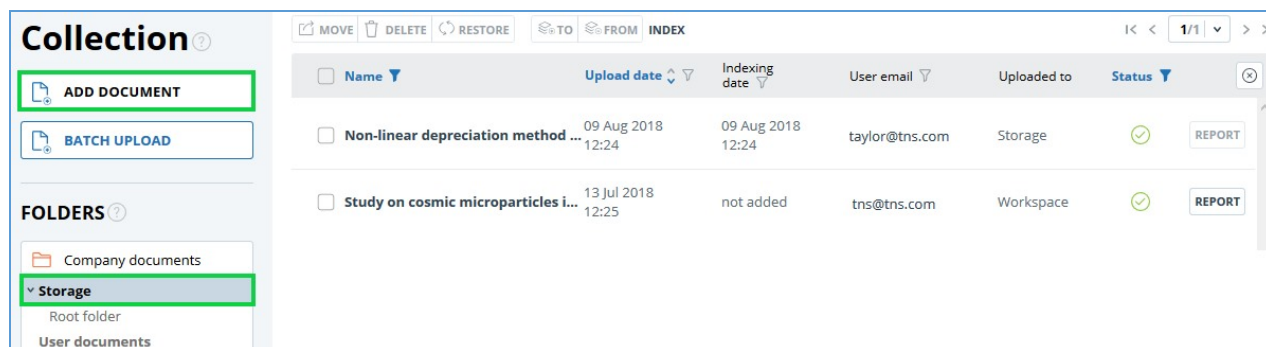 Collection ?
ADD DOCUMENT
BATCH UPLOAD
FOLDERS ?
Company documents
Storage
Root folder
User documents
MOVE DELETE RESTORE TO FROM INDEX
1/1
Name Upload date Indexing date User email Uploaded to Status
Non-linear depreciation method ... 09 Aug 2018 12:24 09 Aug 2018 12:24 taylor@tns.com Storage REPORT
Study on cosmic microparticles i... 13 Jul 2018 12:25 not added tns@tns.com Workspace REPORT